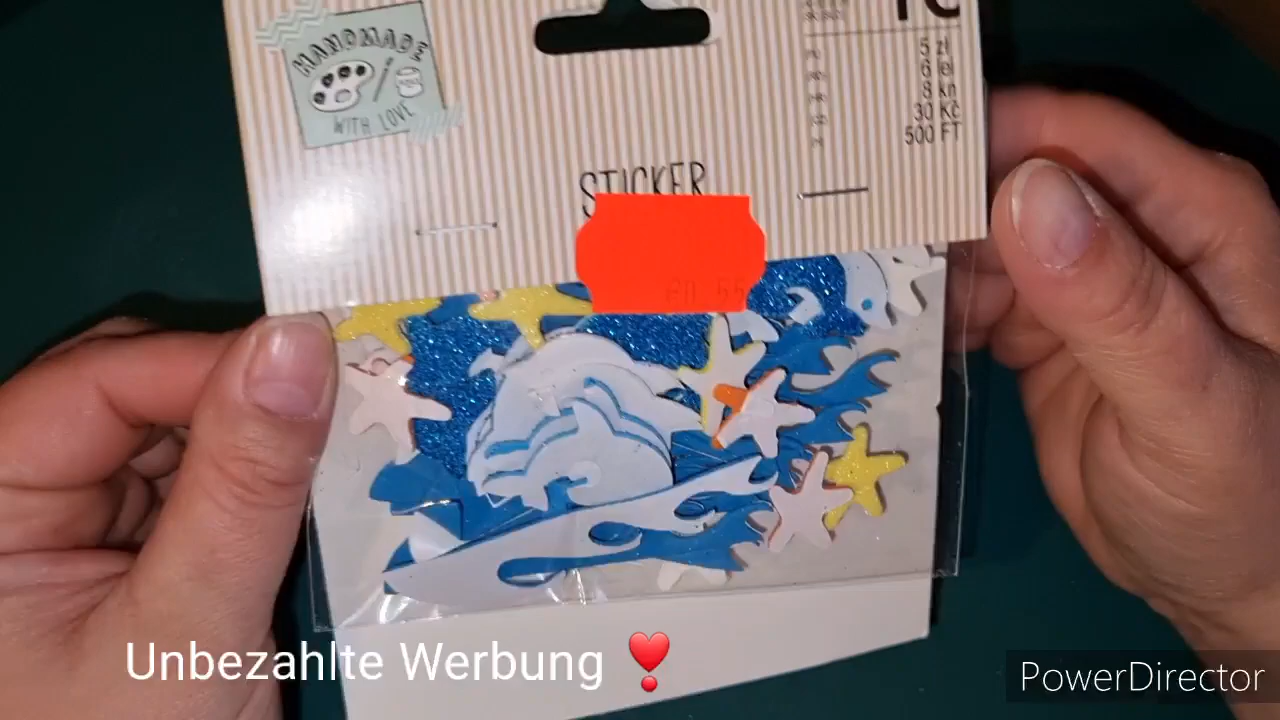 HANDMADE
WITH LOVE
5 zł
6 lei
8 kn
30 Kč
500 FT
STICKER
Unbezahlte Werbung ❣
PowerDirector